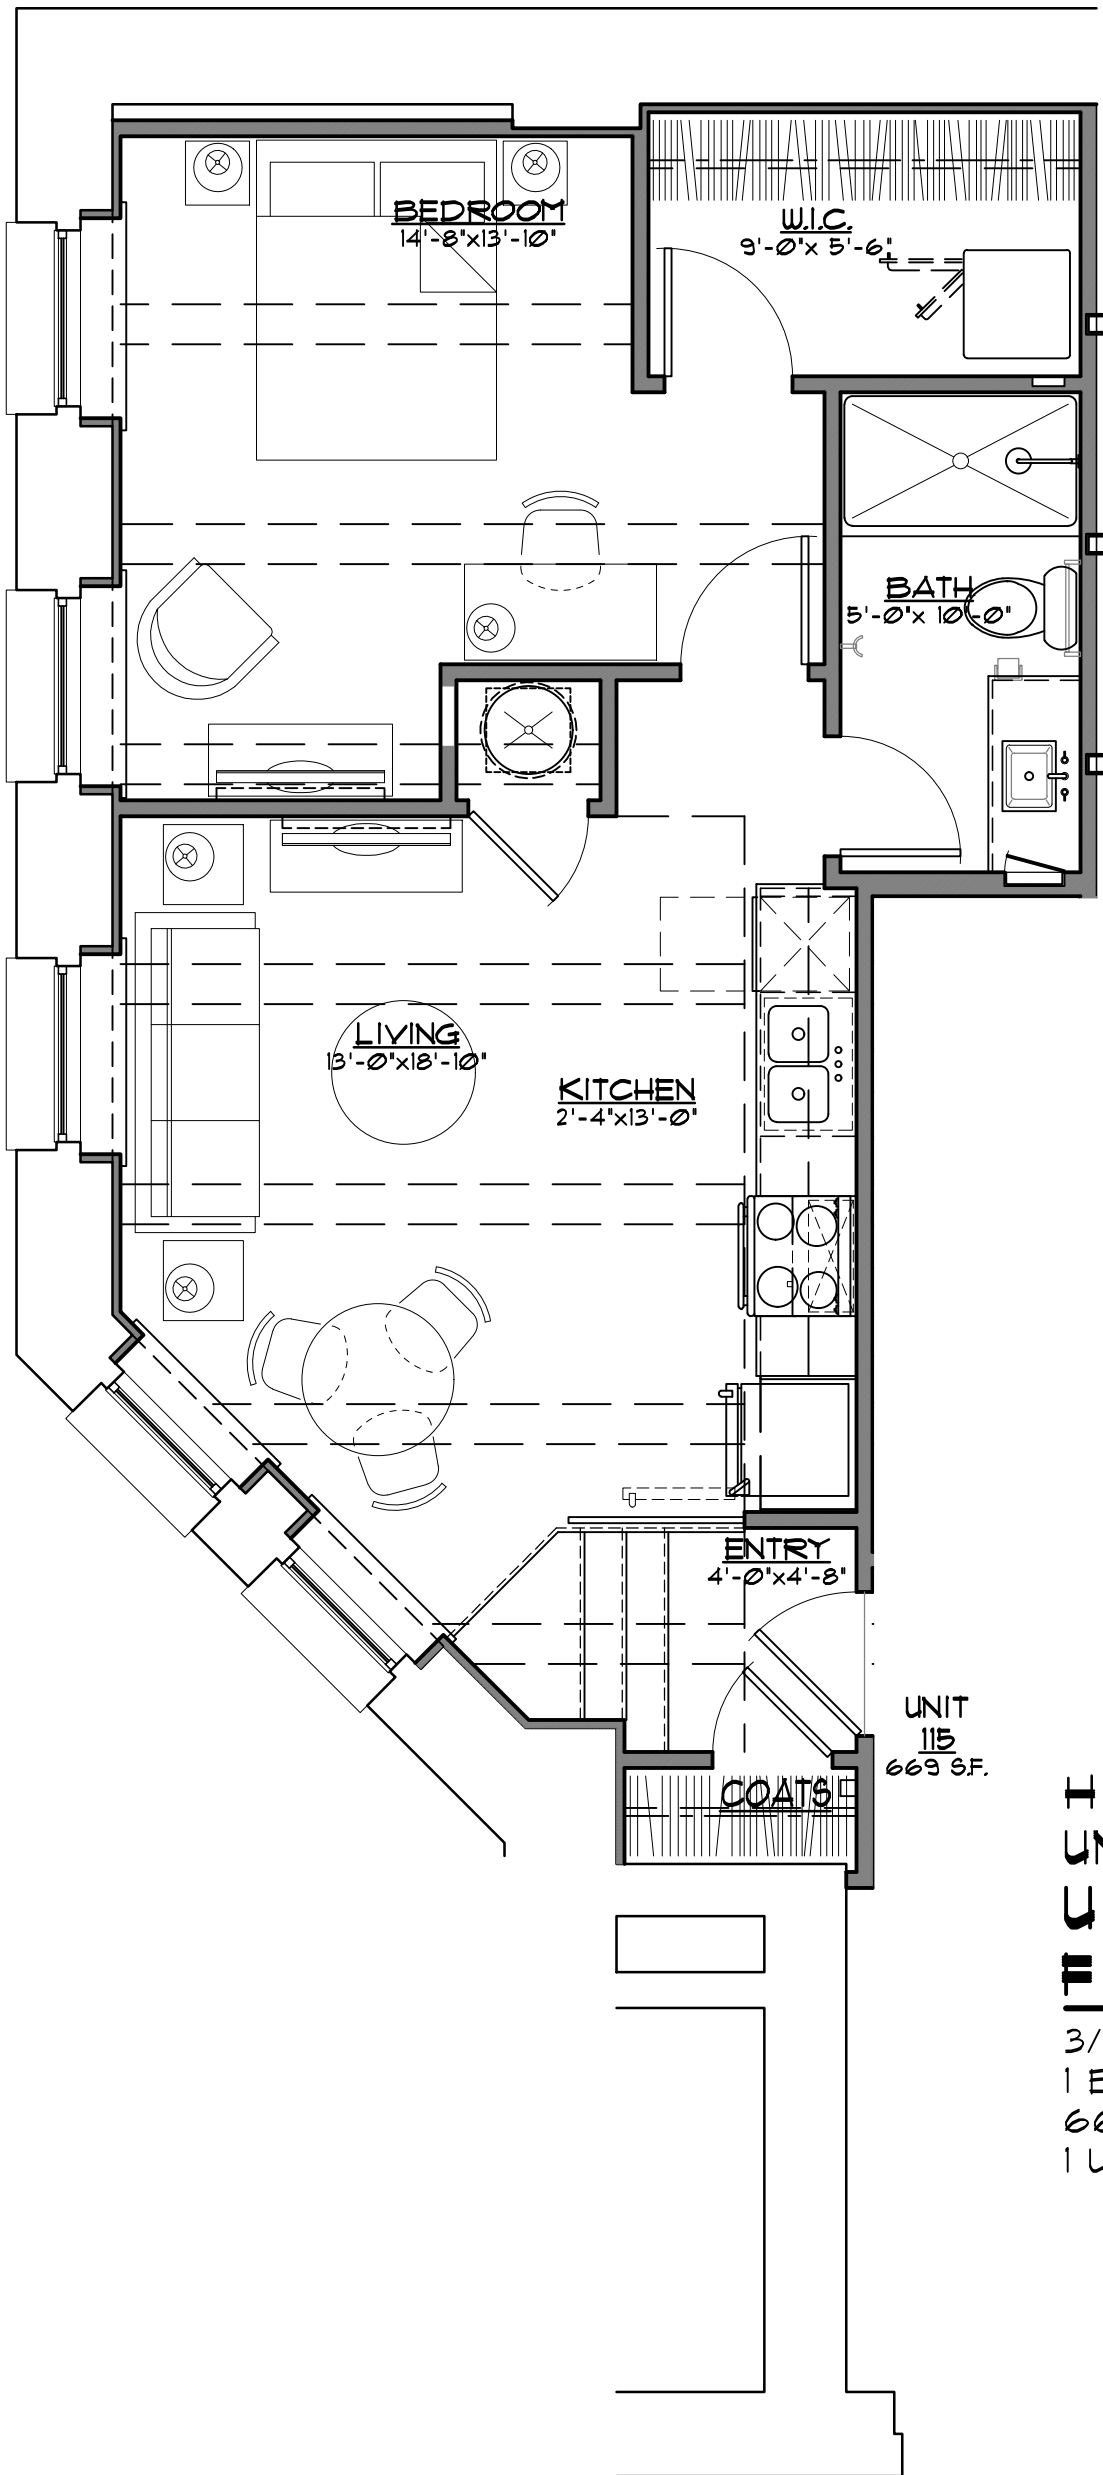 BEDROOM
14'-8"x13'-10"
W.I.C.
9'-0"x 5'-6"
BATH
5'-0"x 10'-0"
LIVING
13'-0"x18'-10"
KITCHEN
2'-4"x13'-0"
ENTRY
4'-0"x4'-8"
UNIT
115
669 S.F.
COATS
3/
1
1